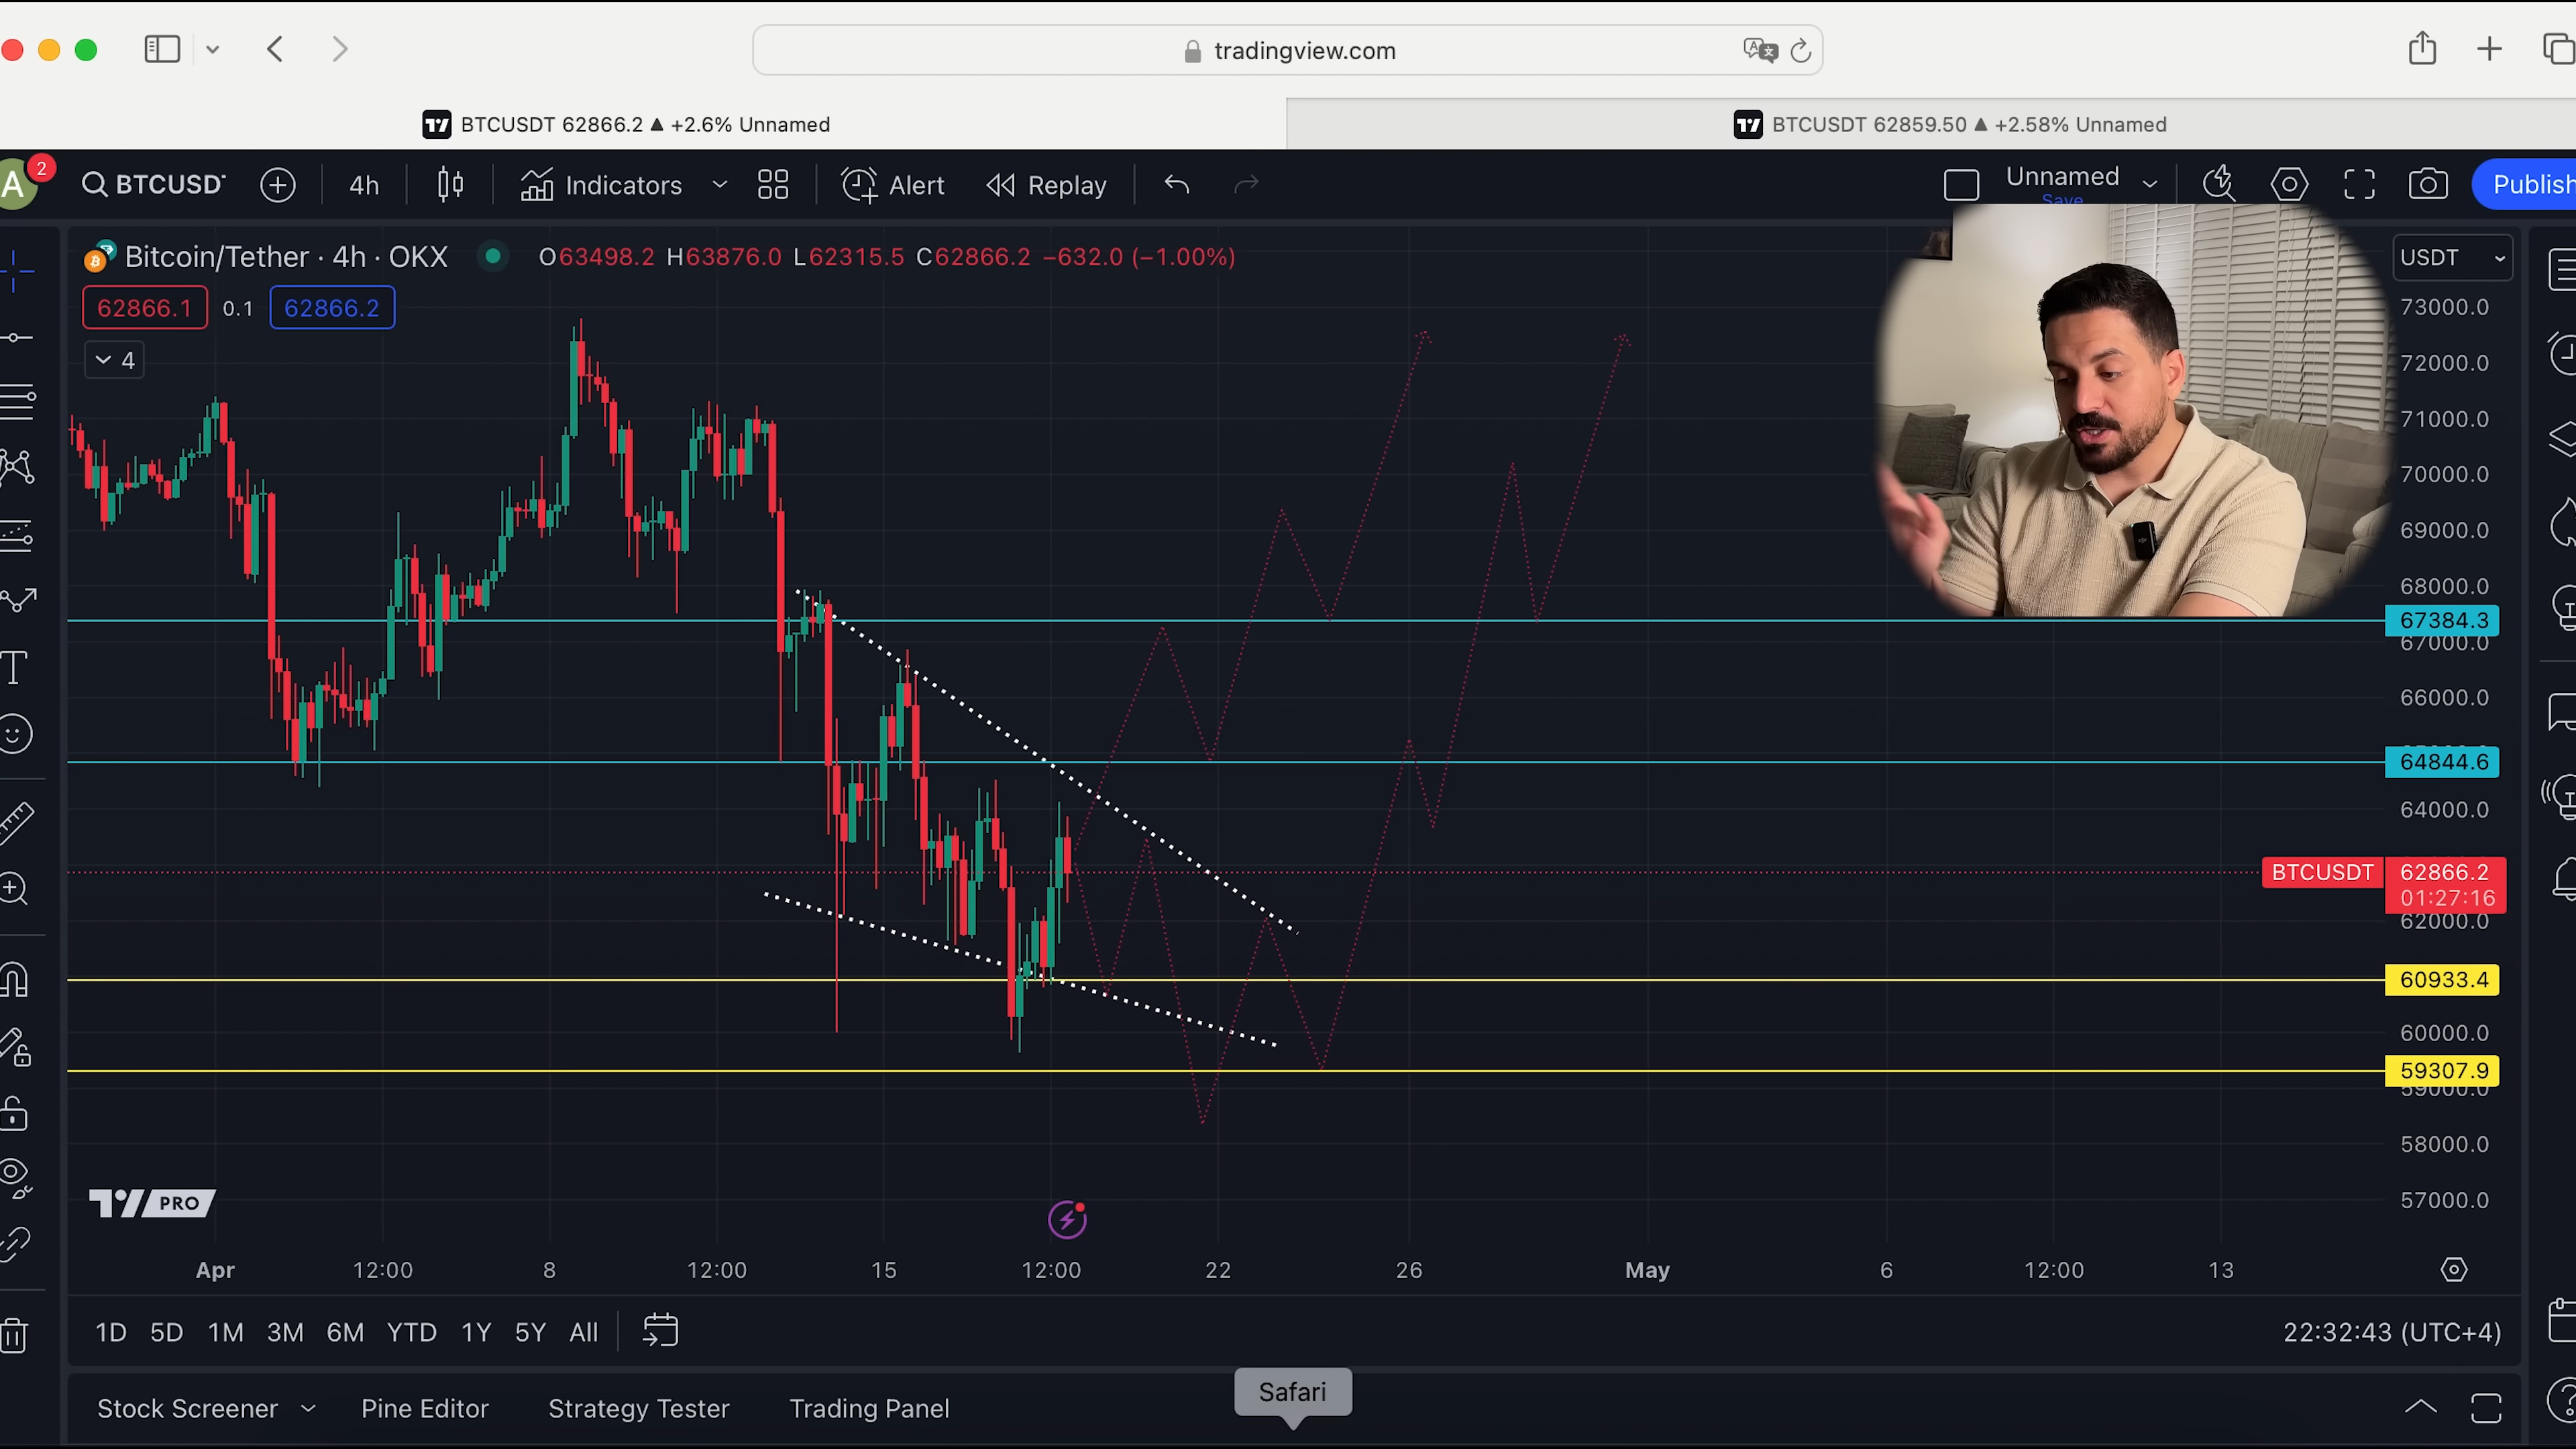 tradingview.com
BTCUSDT 62866.2 ▲ +2.6% Unnamed
BTCUSDT 62859.50 ▲ +2.58% Unnamed
A 2
BTCUSDT
4h
Indicators
Alert
Replay
Unnamed
Save
Publish
Bitcoin/Tether · 4h · OKX
O63498.2 H63876.0 L62315.5 C62866.2 −632.0 (−1.00%)
USDT
62866.1 0.1 62866.2
4
73000.0
72000.0
71000.0
70000.0
69000.0
68000.0
67384.3
67000.0
66000.0
64844.6
64000.0
BTCUSDT 62866.2
01:27:16
62000.0
60933.4
60000.0
59307.9
59000.0
58000.0
57000.0
PRO
Apr 12:00 8 12:00 15 12:00 22 26 May 6 12:00 13
1D 5D 1M 3M 6M YTD 1Y 5Y All
22:32:43 (UTC+4)
Safari
Stock Screener Pine Editor Strategy Tester Trading Panel